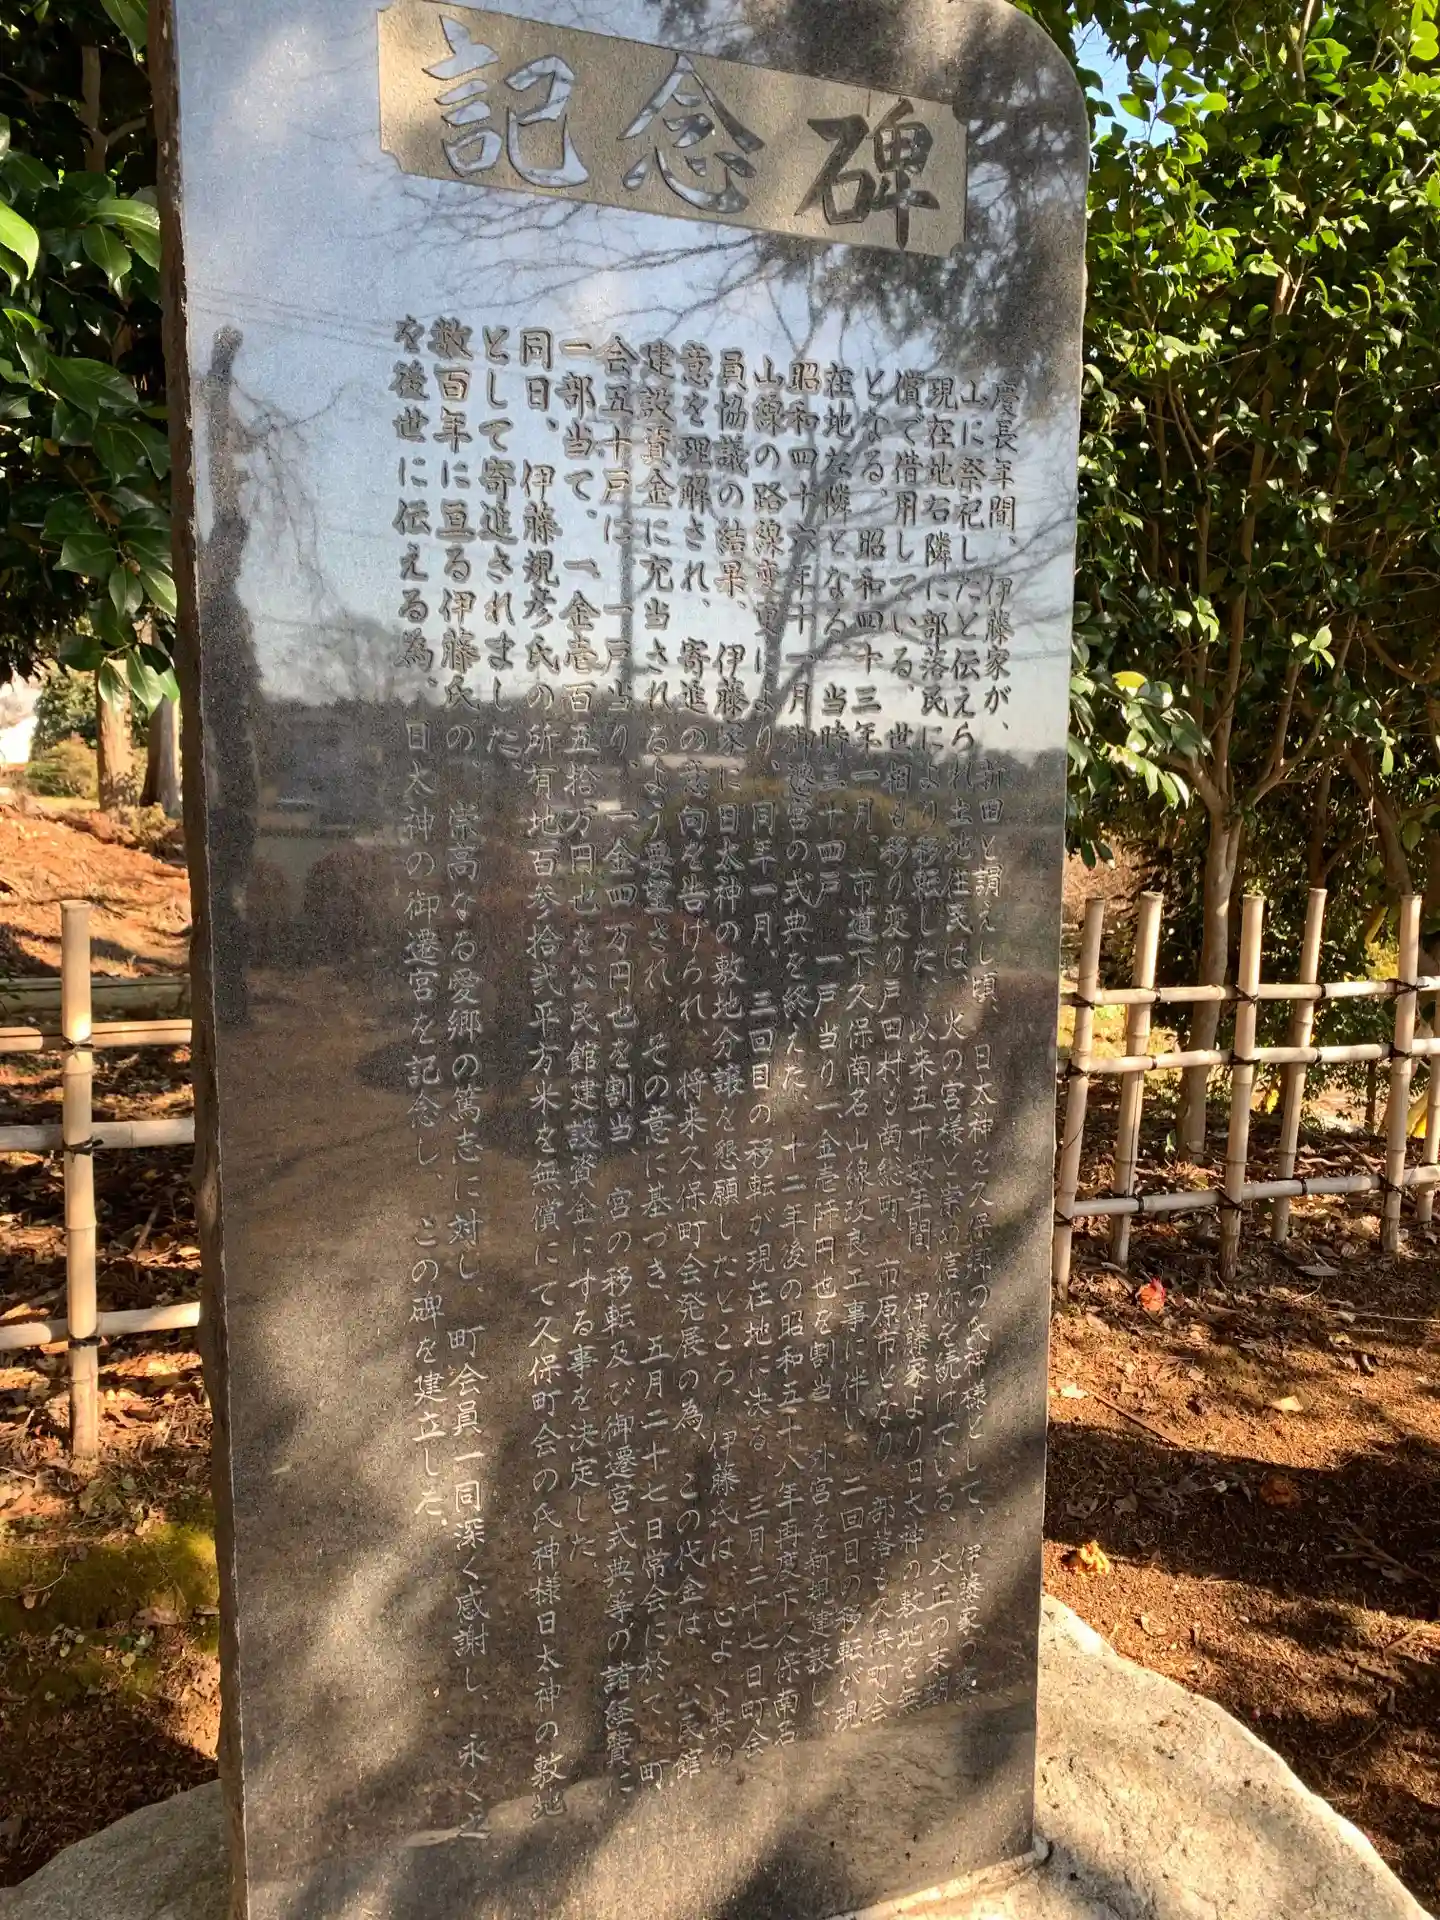 記念碑
慶長年間、伊藤家が、新田と謂えし頃、日太神を久保郷の氏神様として、伊藤家の裏
山に祭祀したと伝えられ土地住民は、火の宮様と崇め信仰を続けている、大正の末期
現在地右隣に部落民により移転した、以来五十数年間、伊藤家より日太神の敷地を無
償で借用している、世相も移り変り戸田村より南総町、市原市となり、部落も久保町会
となる、昭和四十三年一月、市道下久保南名山線改良工事に伴い、二回目の移転が現
在地左隣となる、当時三十四戸、一戸当り一金壱阡円也を割当、外宮を新規建設し
昭和四十六年十一月御遷宮の式典を終えた、十二年後の昭和五十八年再度下久保南名
山線の路線変更により、同年一月、三回目の移転が現在地に決る、三月二十七日町会
員協議の結果、伊藤家に日太神の敷地分譲を懇願したところ、伊藤氏は、心よく其の
意を理解され、寄進の意向を告げられ、将来久保町会発展の為、この代金は、公民館
建設資金に充当されるよう要望され、その意に基づき、五月二十七日常会に於て、町
会五十戸に、一戸当り、一金四万円也を割当、宮の移転及び御遷宮式典等の諸経費に
一部当て、一金壱百五拾万円也を公民館建設資金にする事を決定した
同日、伊藤規彦氏の所有地百参拾弐平方米を無償にて久保町会の氏神様日太神の敷地
として寄進されました、
数百年に亘る伊藤氏の、崇高なる愛郷の篤志に対し、町会員一同深く感謝し、永く之
を後世に伝える為、日太神の御遷宮を記念し、この碑を建立した、